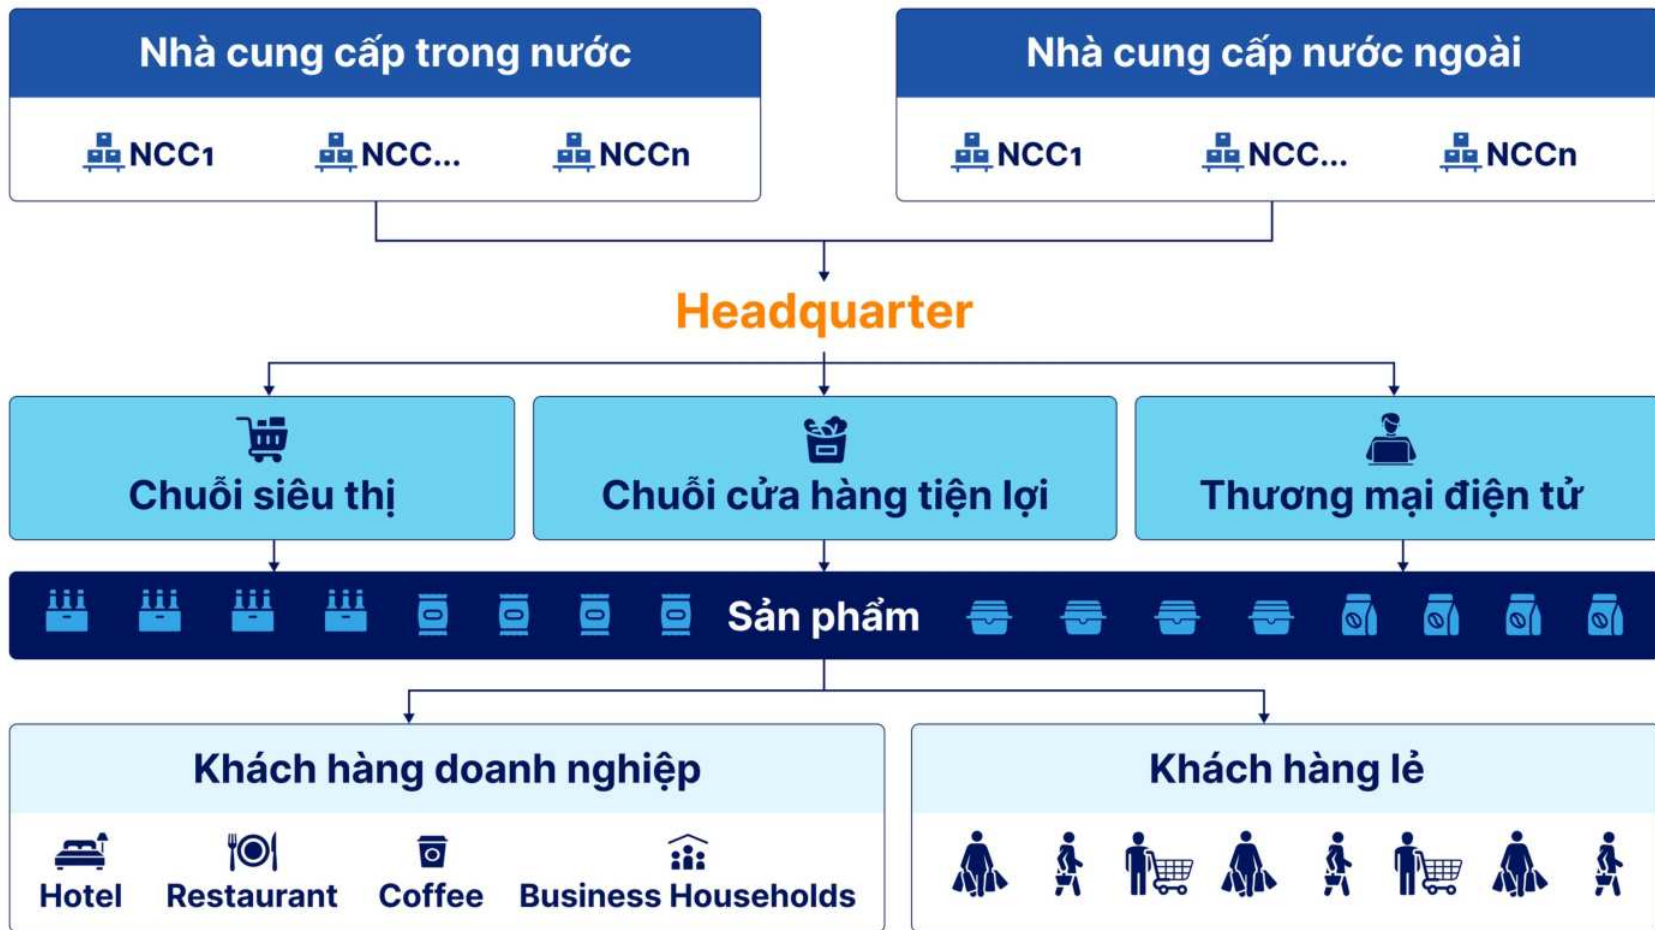 Nhà cung cấp trong nước
Nhà cung cấp nước ngoài
NCC1
NCC...
NCCn
NCC1
NCC...
NCCn
Headquarter
Chuỗi siêu thị
Chuỗi cửa hàng tiện lợi
Thương mại điện tử
Sản phẩm
Khách hàng doanh nghiệp
Khách hàng lẻ
Hotel
Restaurant
Coffee
Business Households